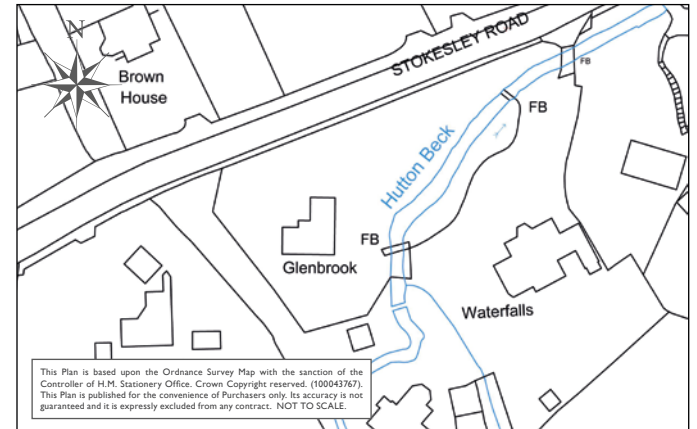 N
STOKESLEY ROAD
Brown
House
FB
FB
Hutton Beck
FB
Glenbrook
Waterfalls
This Plan is based upon the Ordnance Survey Map with the sanction of the
Controller of H.M. Stationery Office. Crown Copyright reserved. (100043767).
This Plan is published for the convenience of Purchasers only. Its accuracy is not
guaranteed and it is expressly excluded from any contract. NOT TO SCALE.